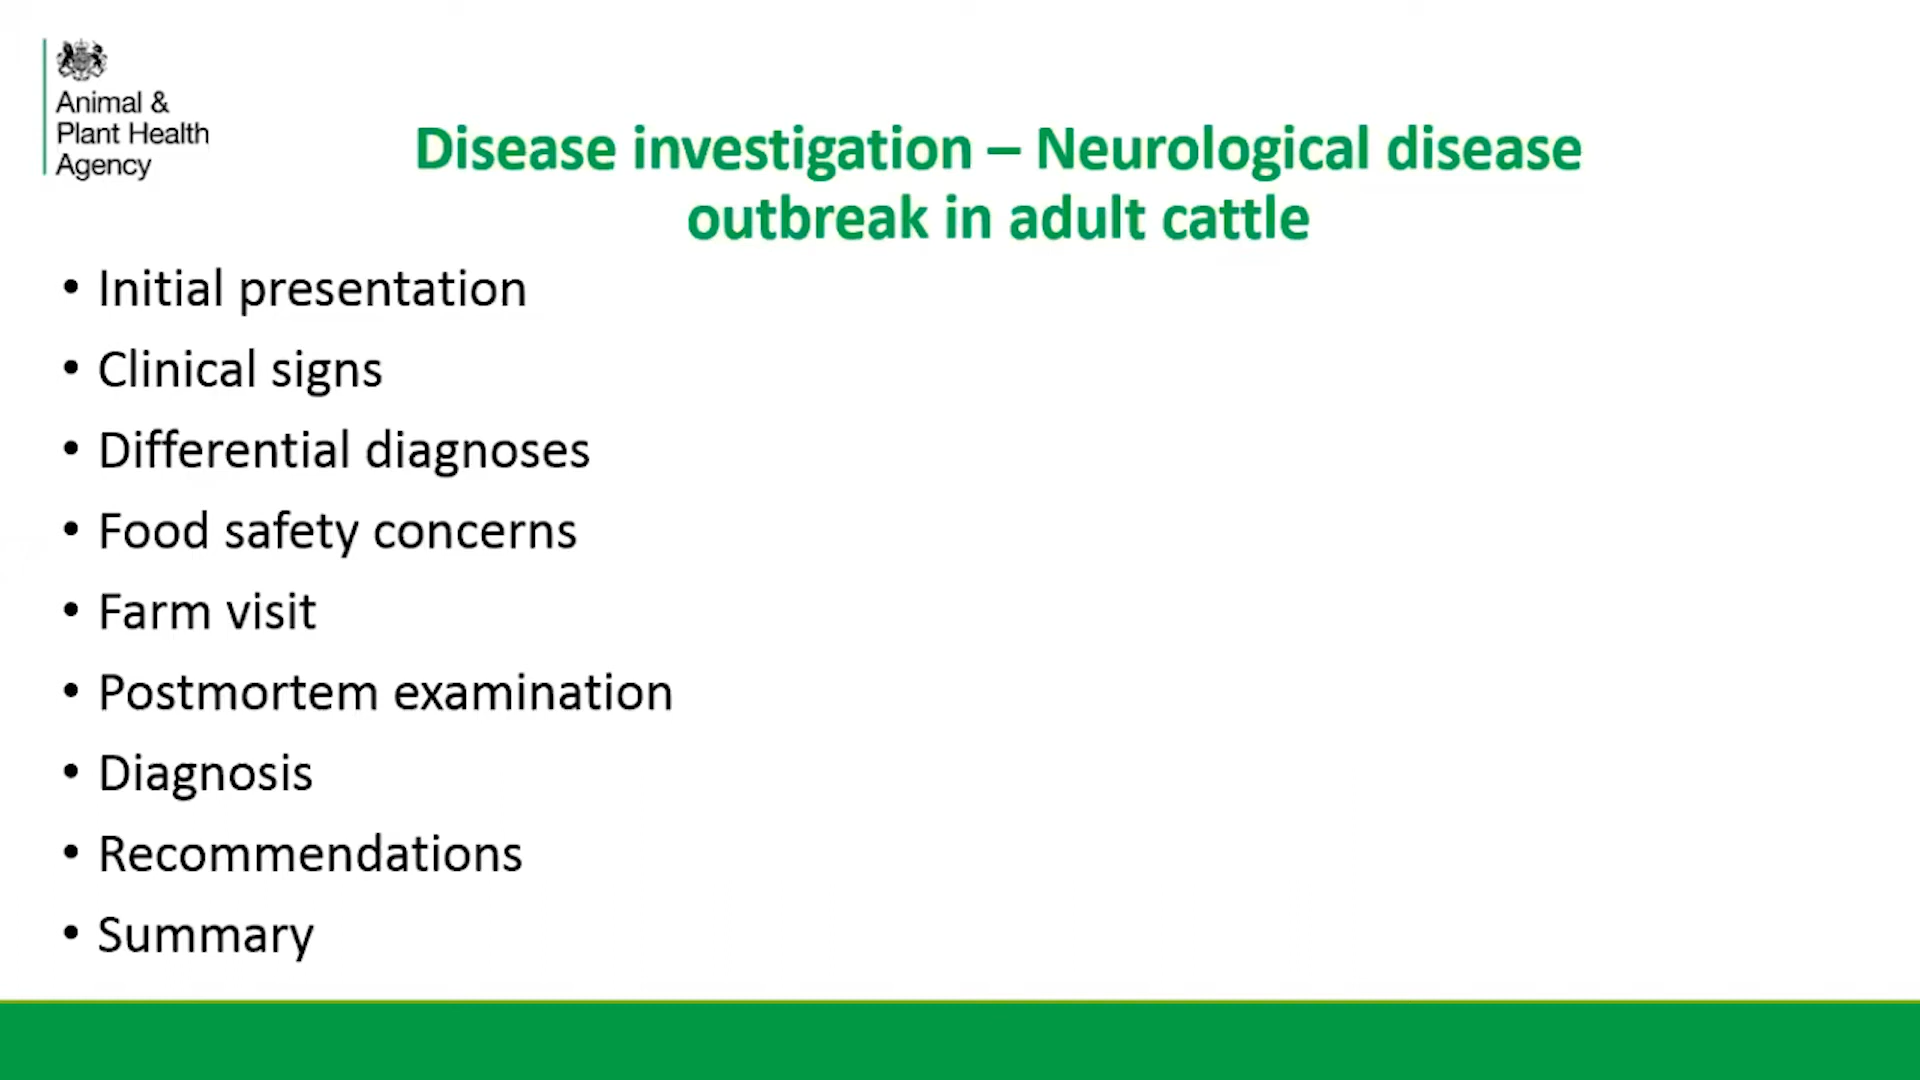 Animal &
Plant Health
Agency
Disease investigation – Neurological disease
outbreak in adult cattle
• Initial presentation
• Clinical signs
• Differential diagnoses
• Food safety concerns
• Farm visit
• Postmortem examination
• Diagnosis
• Recommendations
• Summary